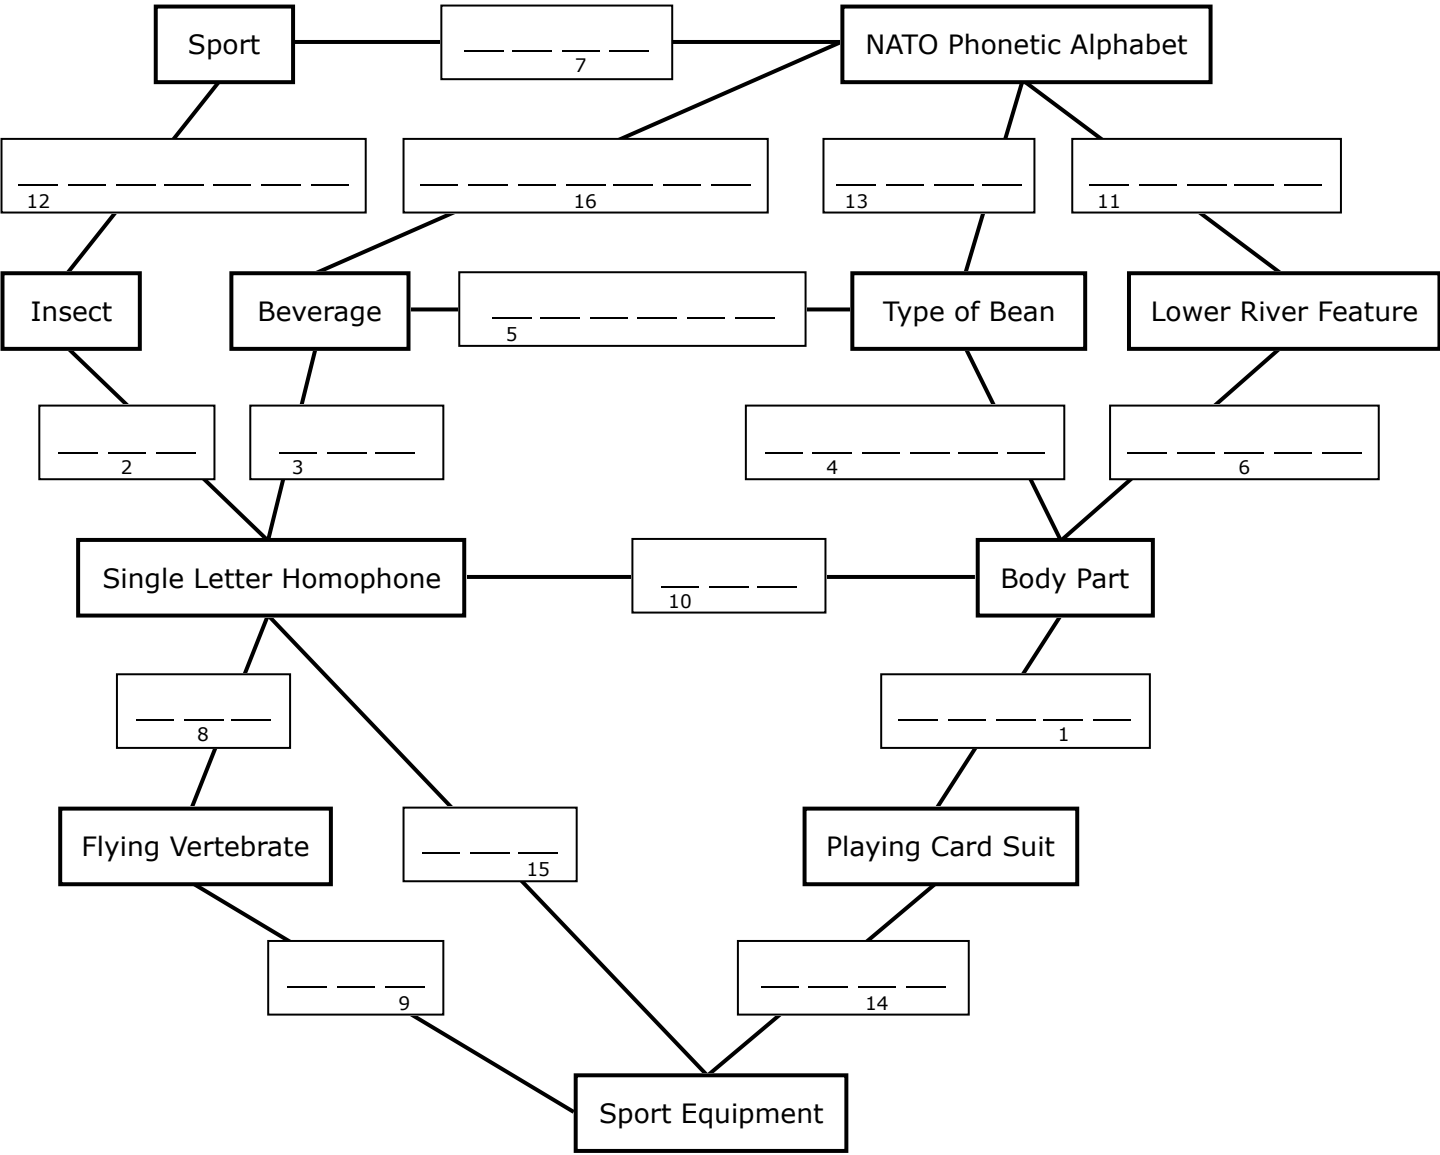 Sport
NATO Phonetic Alphabet
7
12
16
13
11
Insect
Beverage
Type of Bean
Lower River Feature
5
2
3
4
6
Single Letter Homophone
Body Part
10
8
1
Flying Vertebrate
Playing Card Suit
15
9
14
Sport Equipment